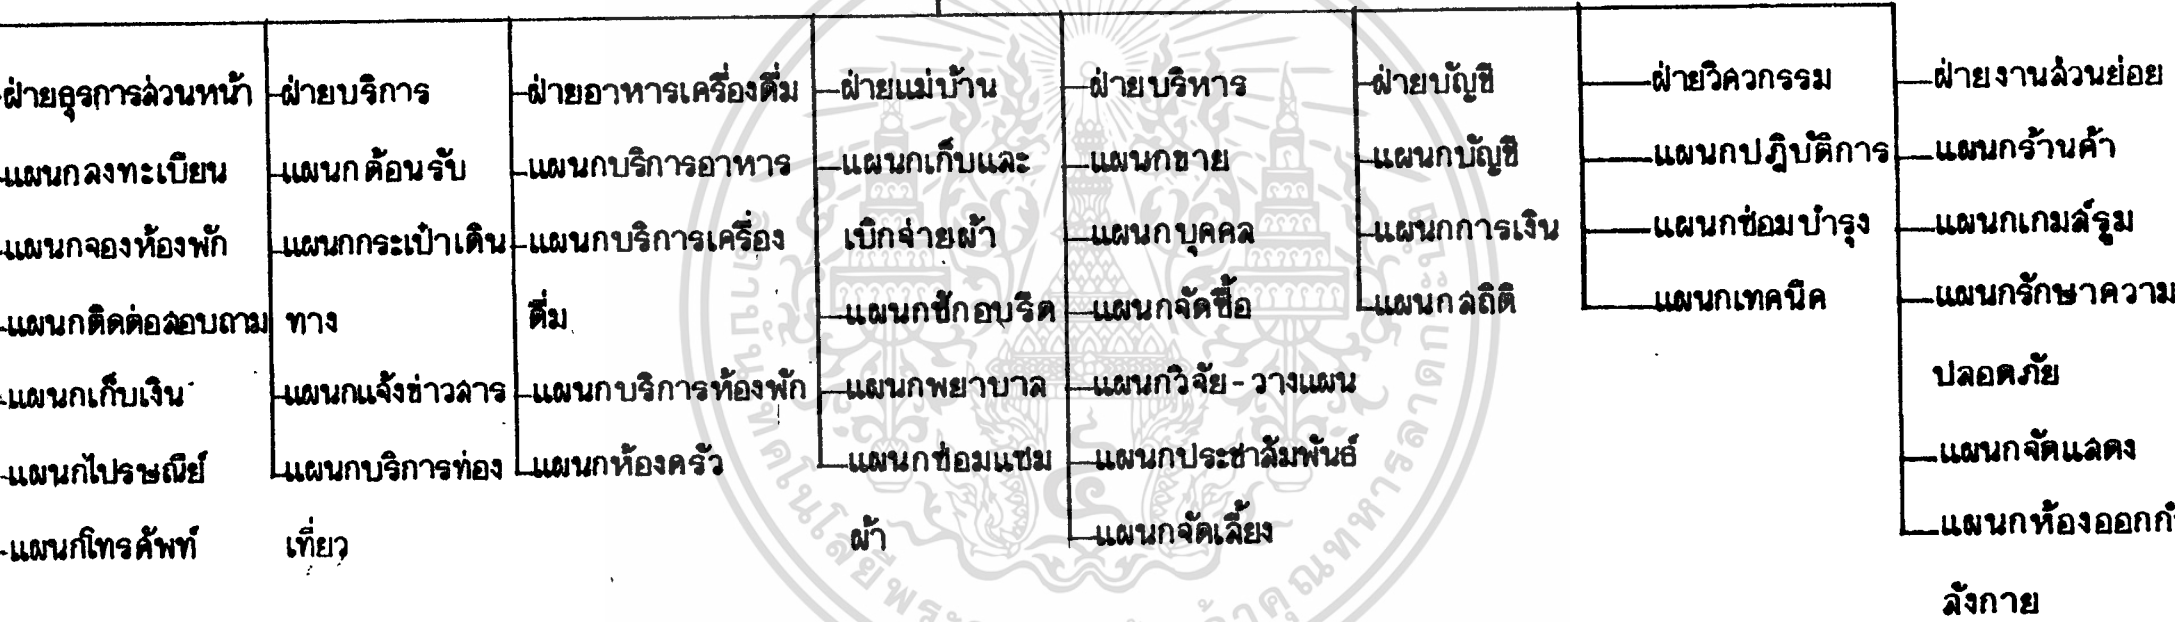 ฝ่ายธุรการส่วนหน้า
แผนกลงทะเบียน
แผนกจองห้องพัก
แผนกติดต่อสอบถาม
แผนกเก็บเงิน
แผนกไปรษณีย์
แผนกโทรศัพท์
ฝ่ายบริการ
แผนกต้อนรับ
แผนกกระเป๋าเดิน
ทาง
แผนกแจ้งข่าวสาร
แผนกบริการท่อง
เที่ยว
ฝ่ายอาหารเครื่องดื่ม
แผนกบริการอาหาร
แผนกบริการเครื่อง
ดื่ม
แผนกบริการห้องพัก
แผนกห้องครัว
ฝ่ายแม่บ้าน
แผนกเก็บและ
เบิกจ่ายผ้า
แผนกซักอบรีด
แผนกพยาบาล
แผนกซ่อมแซม
ผ้า
ฝ่ายบริหาร
แผนกขาย
แผนกบุคคล
แผนกจัดซื้อ
แผนกวิจัย-วางแผน
แผนกประชาสัมพันธ์
แผนกจัดเลี้ยง
ฝ่ายบัญชี
แผนกบัญชี
แผนกการเงิน
แผนกสถิติ
ฝ่ายวิศวกรรม
แผนกปฏิบัติการ
แผนกซ่อมบำรุง
แผนกเทคนิค
ฝ่ายงานส่วนย่อย
แผนกร้านค้า
แผนกเกมส์รูม
แผนกรักษาความ
ปลอดภัย
แผนกจัดแสดง
แผนกห้องออกกำ
ลังกาย